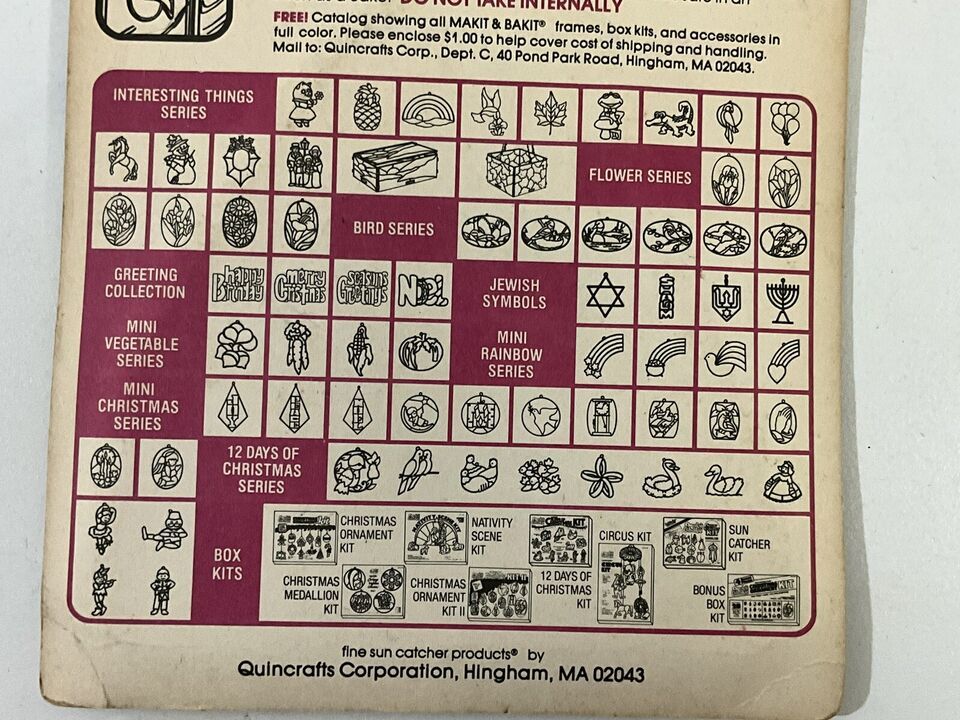 DO NOT TAKE INTERNALLY
FREE! Catalog showing all MAKIT & BAKIT® frames, box kits, and accessories in
full color. Please enclose $1.00 to help cover cost of shipping and handling.
Mail to: Quincrafts Corp., Dept. C, 40 Pond Park Road, Hingham, MA 02043.
INTERESTING THINGS
SERIES
FLOWER SERIES
BIRD SERIES
GREETING
COLLECTION
happy
Birthday
merry
Christmas
seasons
Greetings
Noel
JEWISH
SYMBOLS
MINI
VEGETABLE
SERIES
MINI
RAINBOW
SERIES
MINI
CHRISTMAS
SERIES
12 DAYS OF
CHRISTMAS
SERIES
BOX
KITS
CHRISTMAS
ORNAMENT
KIT
NATIVITY
SCENE
KIT
CIRCUS KIT
SUN
CATCHER
KIT
CHRISTMAS
MEDALLION
KIT
CHRISTMAS
ORNAMENT
KIT II
12 DAYS OF
CHRISTMAS
KIT
BONUS
BOX
KIT
fine sun catcher products® by
Quincrafts Corporation, Hingham, MA 02043